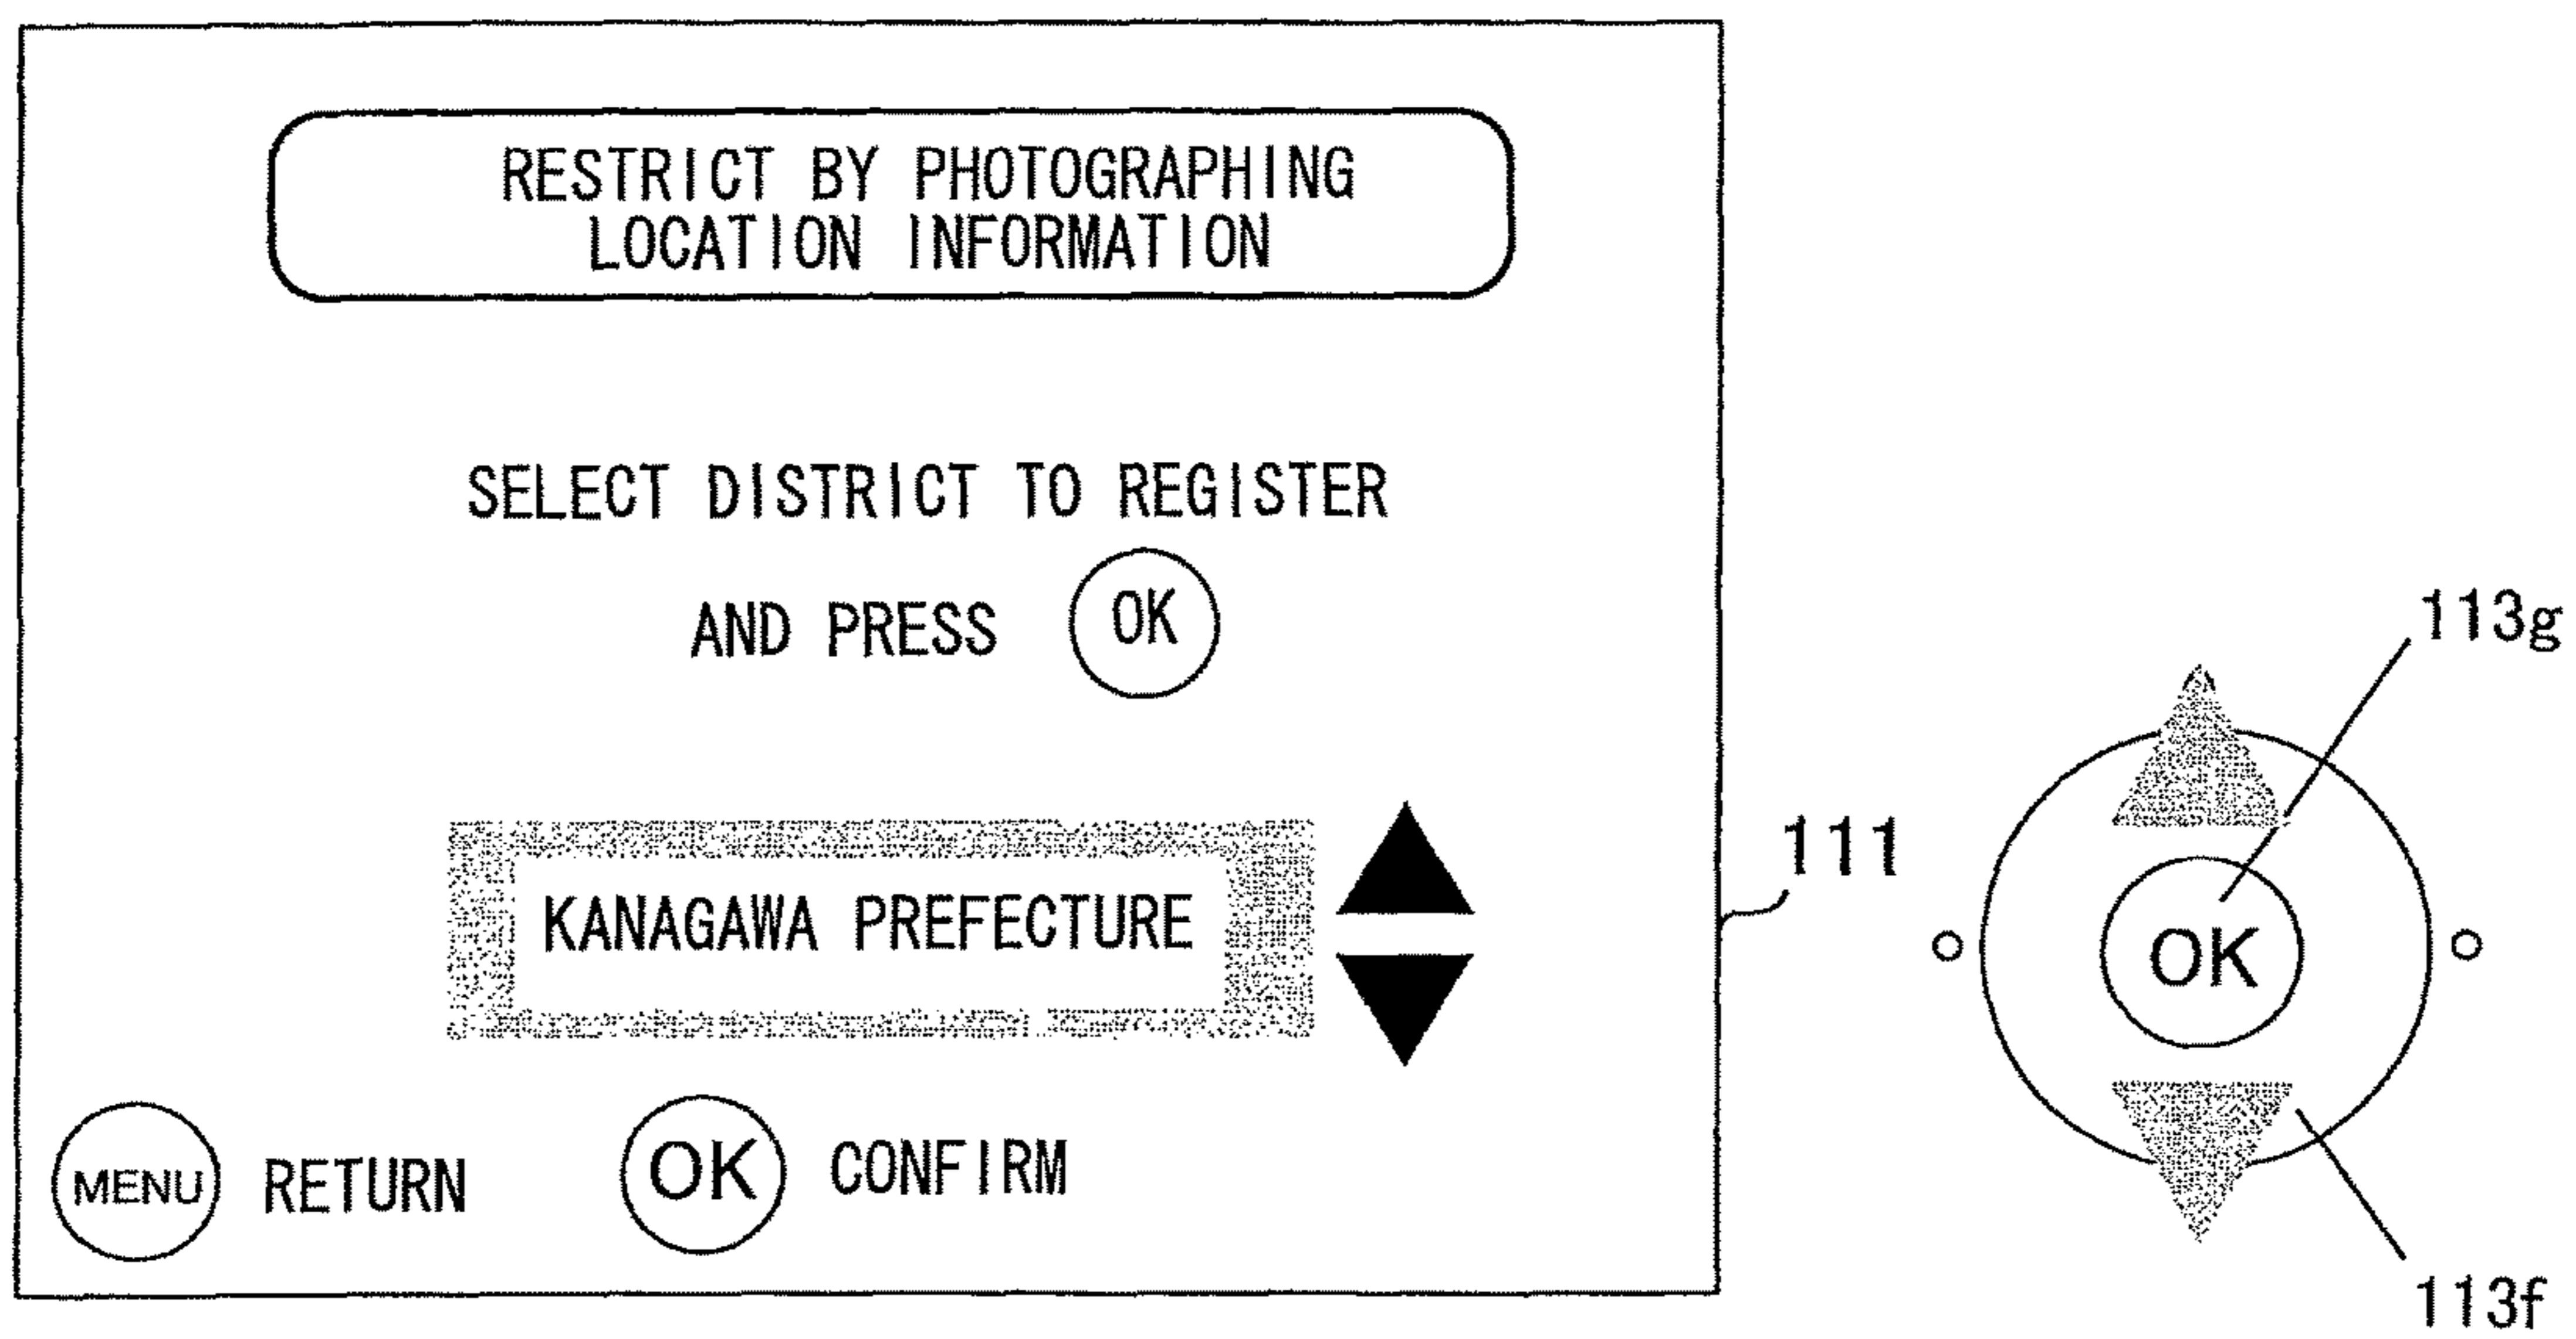 RESTRICT BY PHOTOGRAPHING
LOCATION INFORMATION
SELECT DISTRICT TO REGISTER
AND PRESS OK
KANAGAWA PREFECTURE
MENU RETURN OK CONFIRM
111
113g
OK
113f